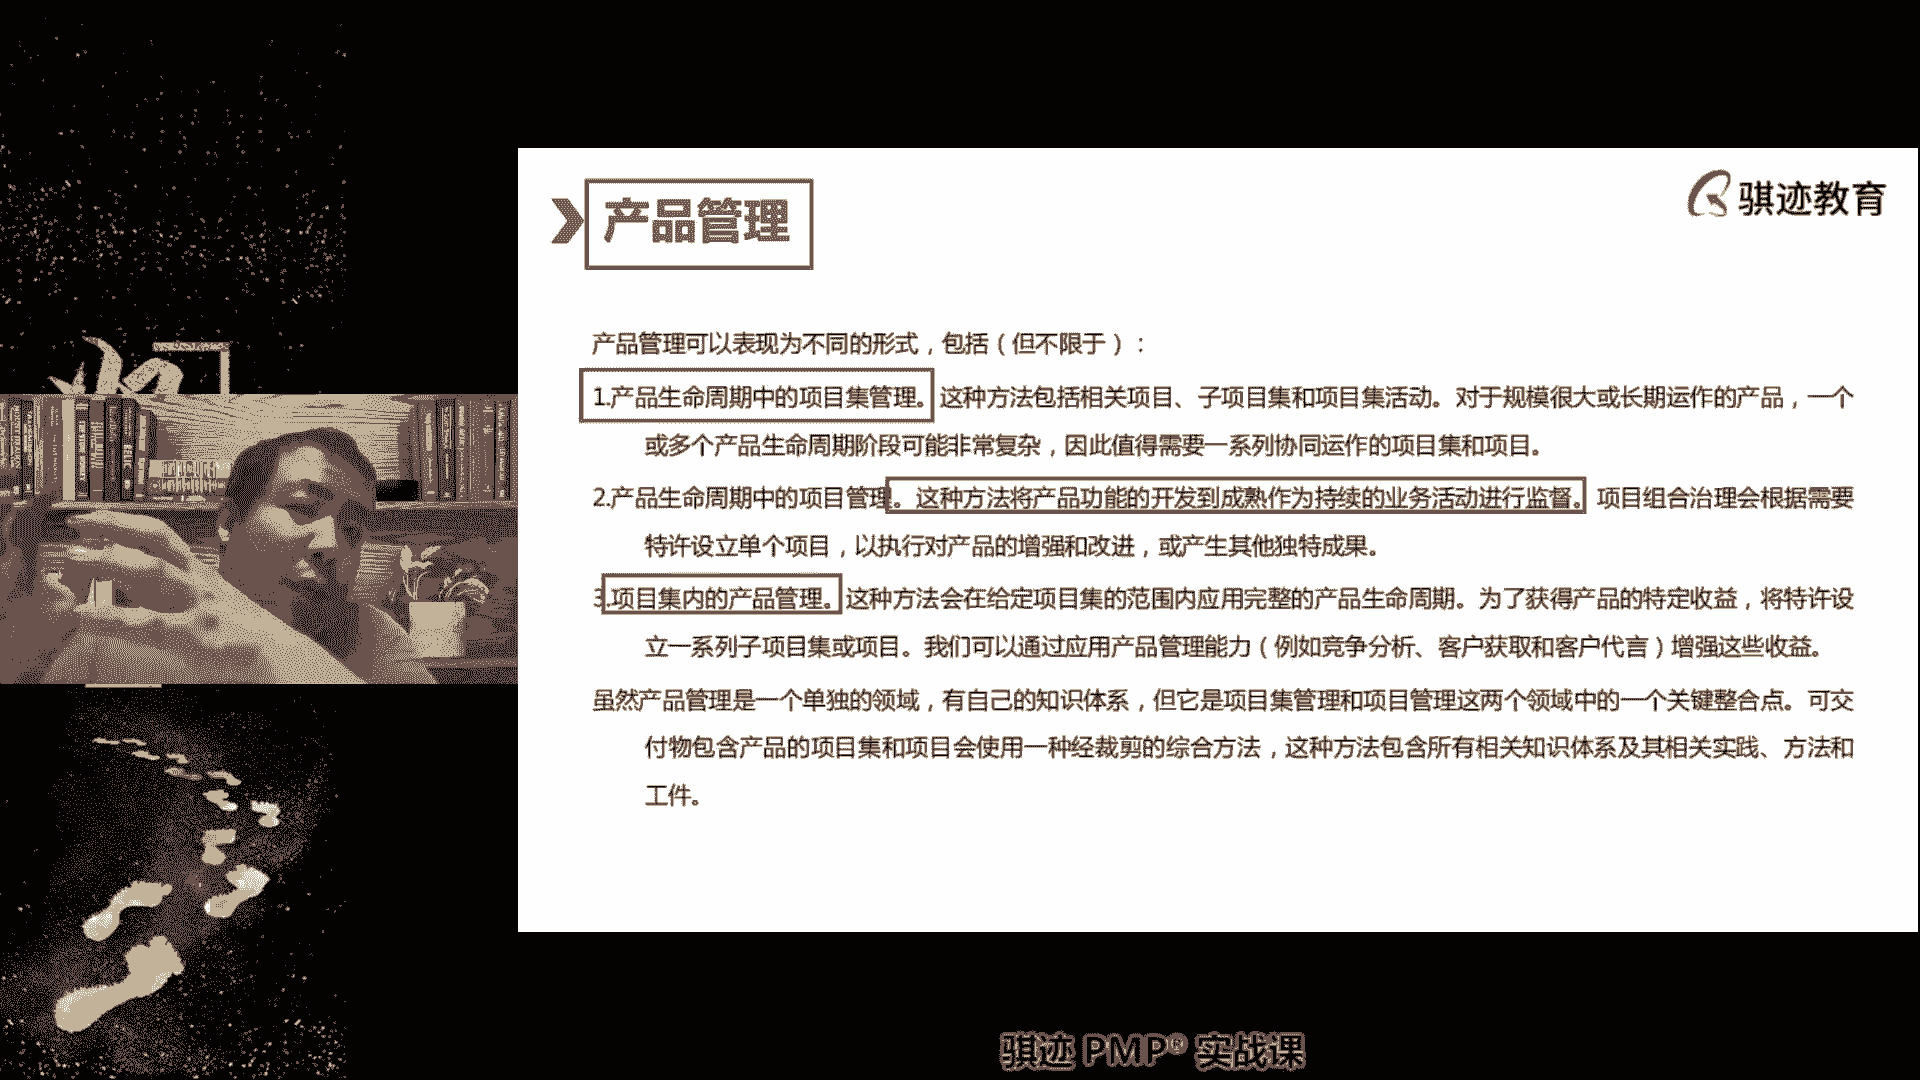 骐迹教育
产品管理
产品管理可以表现为不同的形式，包括（但不限于）：
1.产品生命周期中的项目集管理。这种方法包括相关项目、子项目集和项目集活动。对于规模很大或长期运作的产品，一个
或多个产品生命周期阶段可能非常复杂，因此值得需要一系列协同运作的项目集和项目。
2.产品生命周期中的项目管理。这种方法将产品功能的开发到成熟作为持续的业务活动进行监督。项目组合治理会根据需要
特许设立单个项目，以执行对产品的增强和改进，或产生其他独特成果。
3.项目集内的产品管理。这种方法会在给定项目集的范围内应用完整的产品生命周期。为了获得产品的特定收益，将特许设
立一系列子项目集或项目。我们可以通过应用产品管理能力（例如竞争分析、客户获取和客户代言）增强这些收益。
虽然产品管理是一个单独的领域，有自己的知识体系，但它是项目集管理和项目管理这两个领域中的一个关键整合点。可交
付物包含产品的项目集和项目会使用一种经裁剪的综合方法，这种方法包含所有相关知识体系及其相关实践、方法和
工件。
骐迹 PMP® 实战课